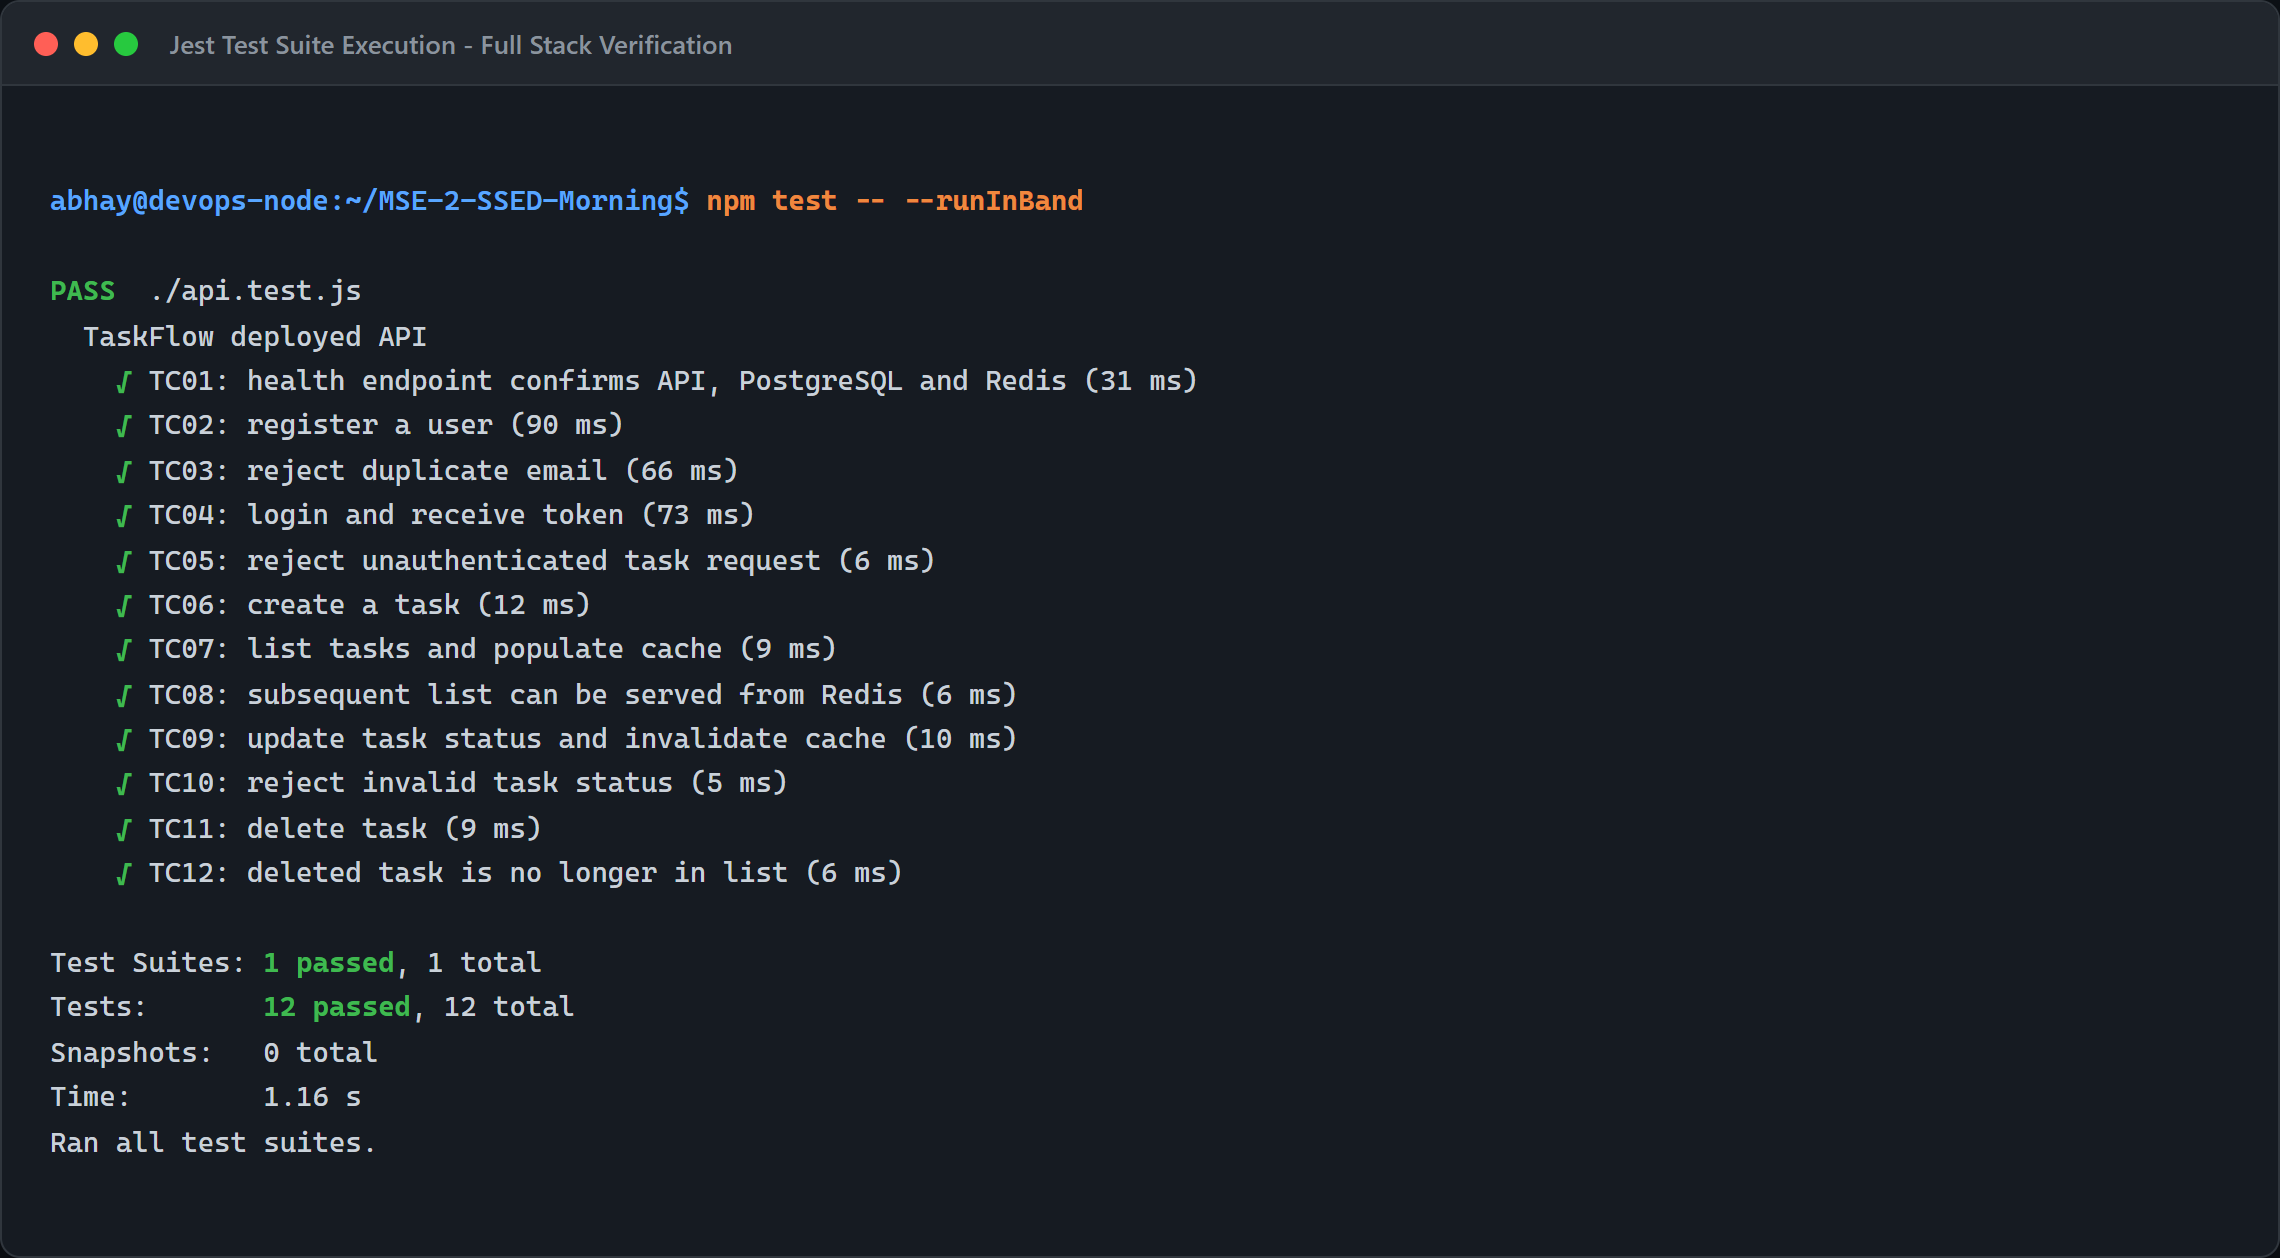 Jest Test Suite Execution - Full Stack Verification
abhay@devops-node:~/MSE-2-SSED-Morning$ npm test -- --runInBand
PASS ./api.test.js
TaskFlow deployed API
√ TC01: health endpoint confirms API, PostgreSQL and Redis (31 ms)
√ TC02: register a user (90 ms)
√ TC03: reject duplicate email (66 ms)
√ TC04: login and receive token (73 ms)
√ TC05: reject unauthenticated task request (6 ms)
√ TC06: create a task (12 ms)
√ TC07: list tasks and populate cache (9 ms)
√ TC08: subsequent list can be served from Redis (6 ms)
√ TC09: update task status and invalidate cache (10 ms)
√ TC10: reject invalid task status (5 ms)
√ TC11: delete task (9 ms)
√ TC12: deleted task is no longer in list (6 ms)
Test Suites: 1 passed, 1 total
Tests: 12 passed, 12 total
Snapshots: 0 total
Time: 1.16 s
Ran all test suites.